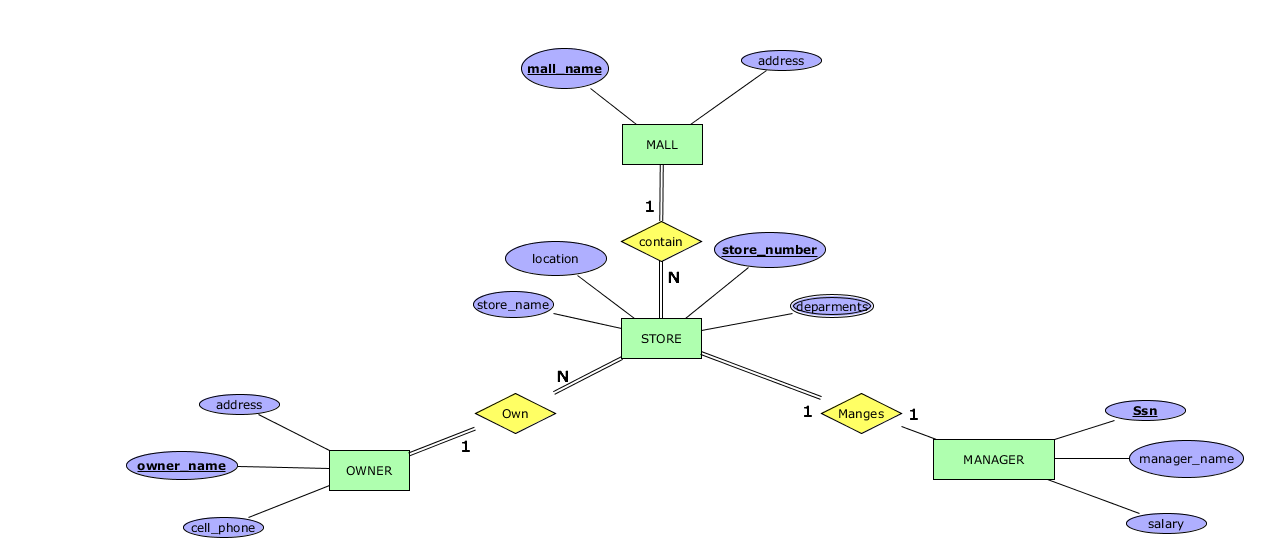 mall_name
address
MALL
1
contain
N
location
store_number
store_name
deparments
STORE
N
Own
1
1
Manges
1
address
owner_name
cell_phone
OWNER
MANAGER
Ssn
manager_name
salary